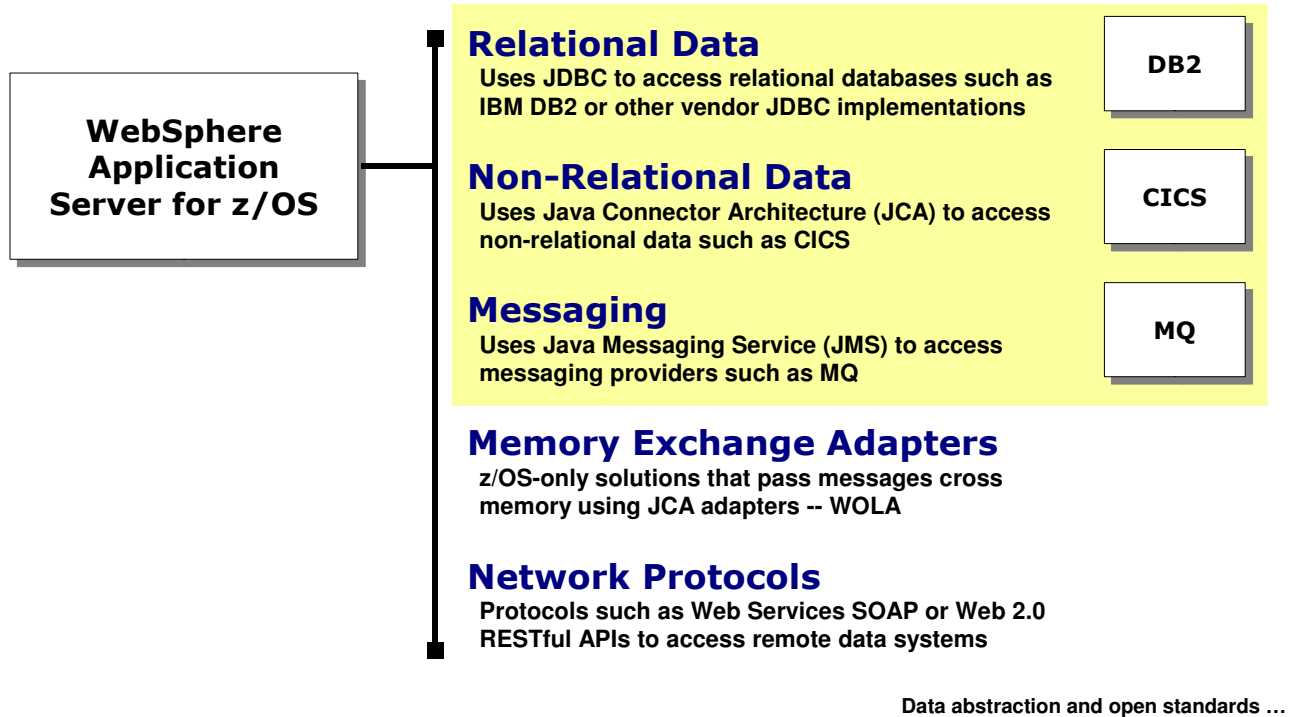 WebSphere
Application
Server for z/OS
Relational Data
Uses JDBC to access relational databases such as
IBM DB2 or other vendor JDBC implementations
DB2
Non-Relational Data
Uses Java Connector Architecture (JCA) to access
non-relational data such as CICS
CICS
Messaging
Uses Java Messaging Service (JMS) to access
messaging providers such as MQ
MQ
Memory Exchange Adapters
z/OS-only solutions that pass messages cross
memory using JCA adapters -- WOLA
Network Protocols
Protocols such as Web Services SOAP or Web 2.0
RESTful APIs to access remote data systems
Data abstraction and open standards …